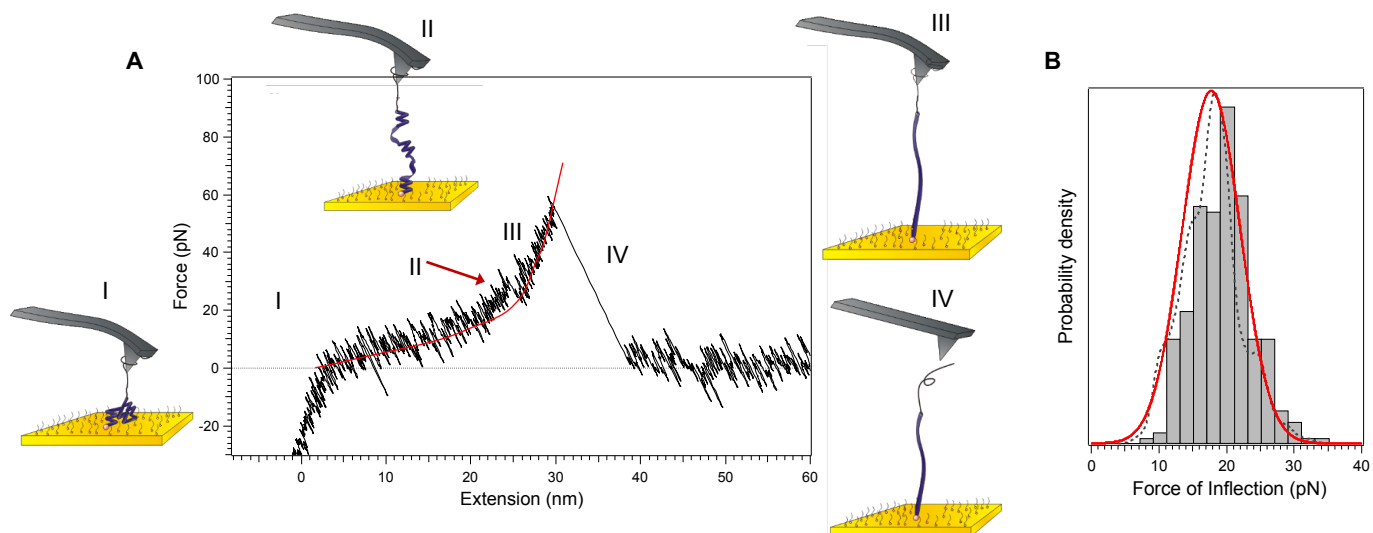 A
II
III
B
I
IV
100
80
60
40
20
0
-20
Force (pN)
I
II
III
IV
0
10
20
30
40
50
60
Extension (nm)
Probability density
0
10
20
30
40
Force of Inflection (pN)